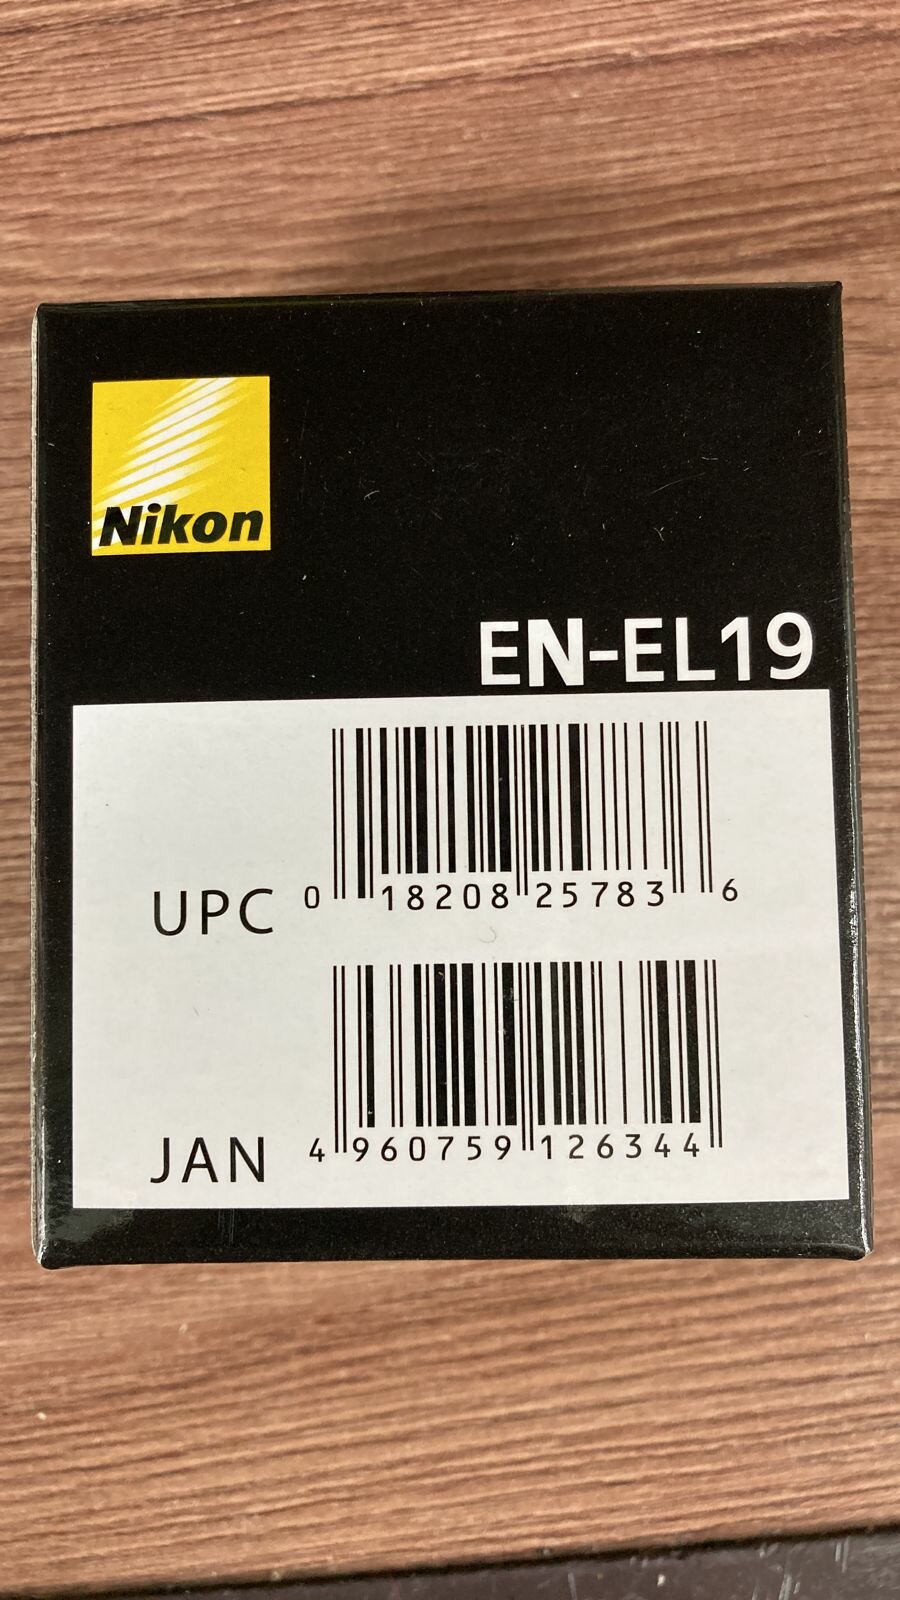 Nikon
EN-EL19
UPC 0 18208 25783 6
JAN 4 960759 126344